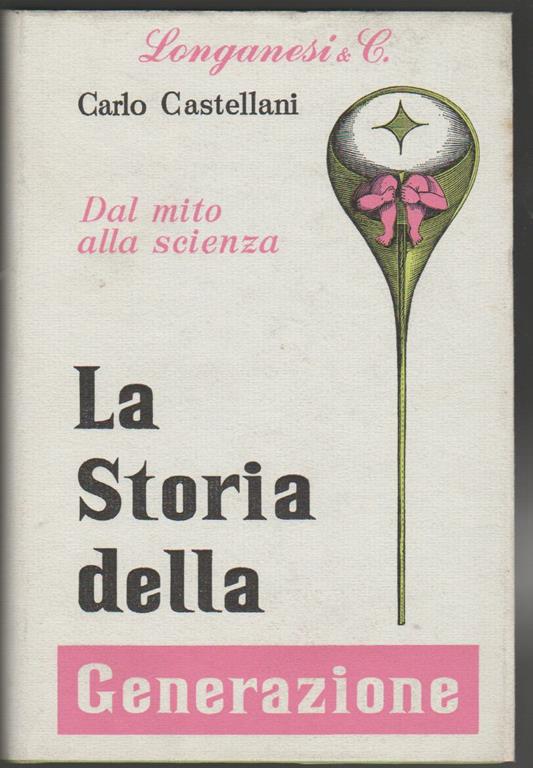 Longanesi & C.
Carlo Castellani
Dal mito
alla scienza
La
Storia
della
Generazione